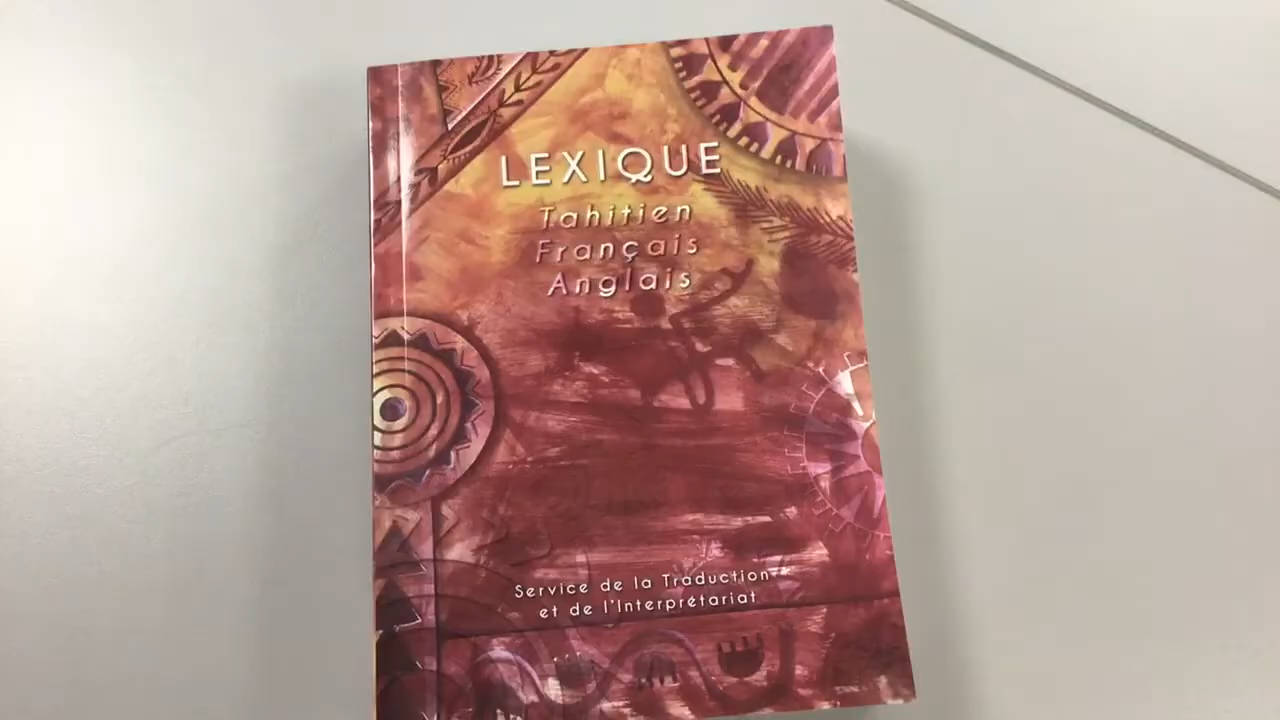 LEXIQUE
Tahitien
Français
Anglais
Service de la Traduction
et de l'Interprétariat